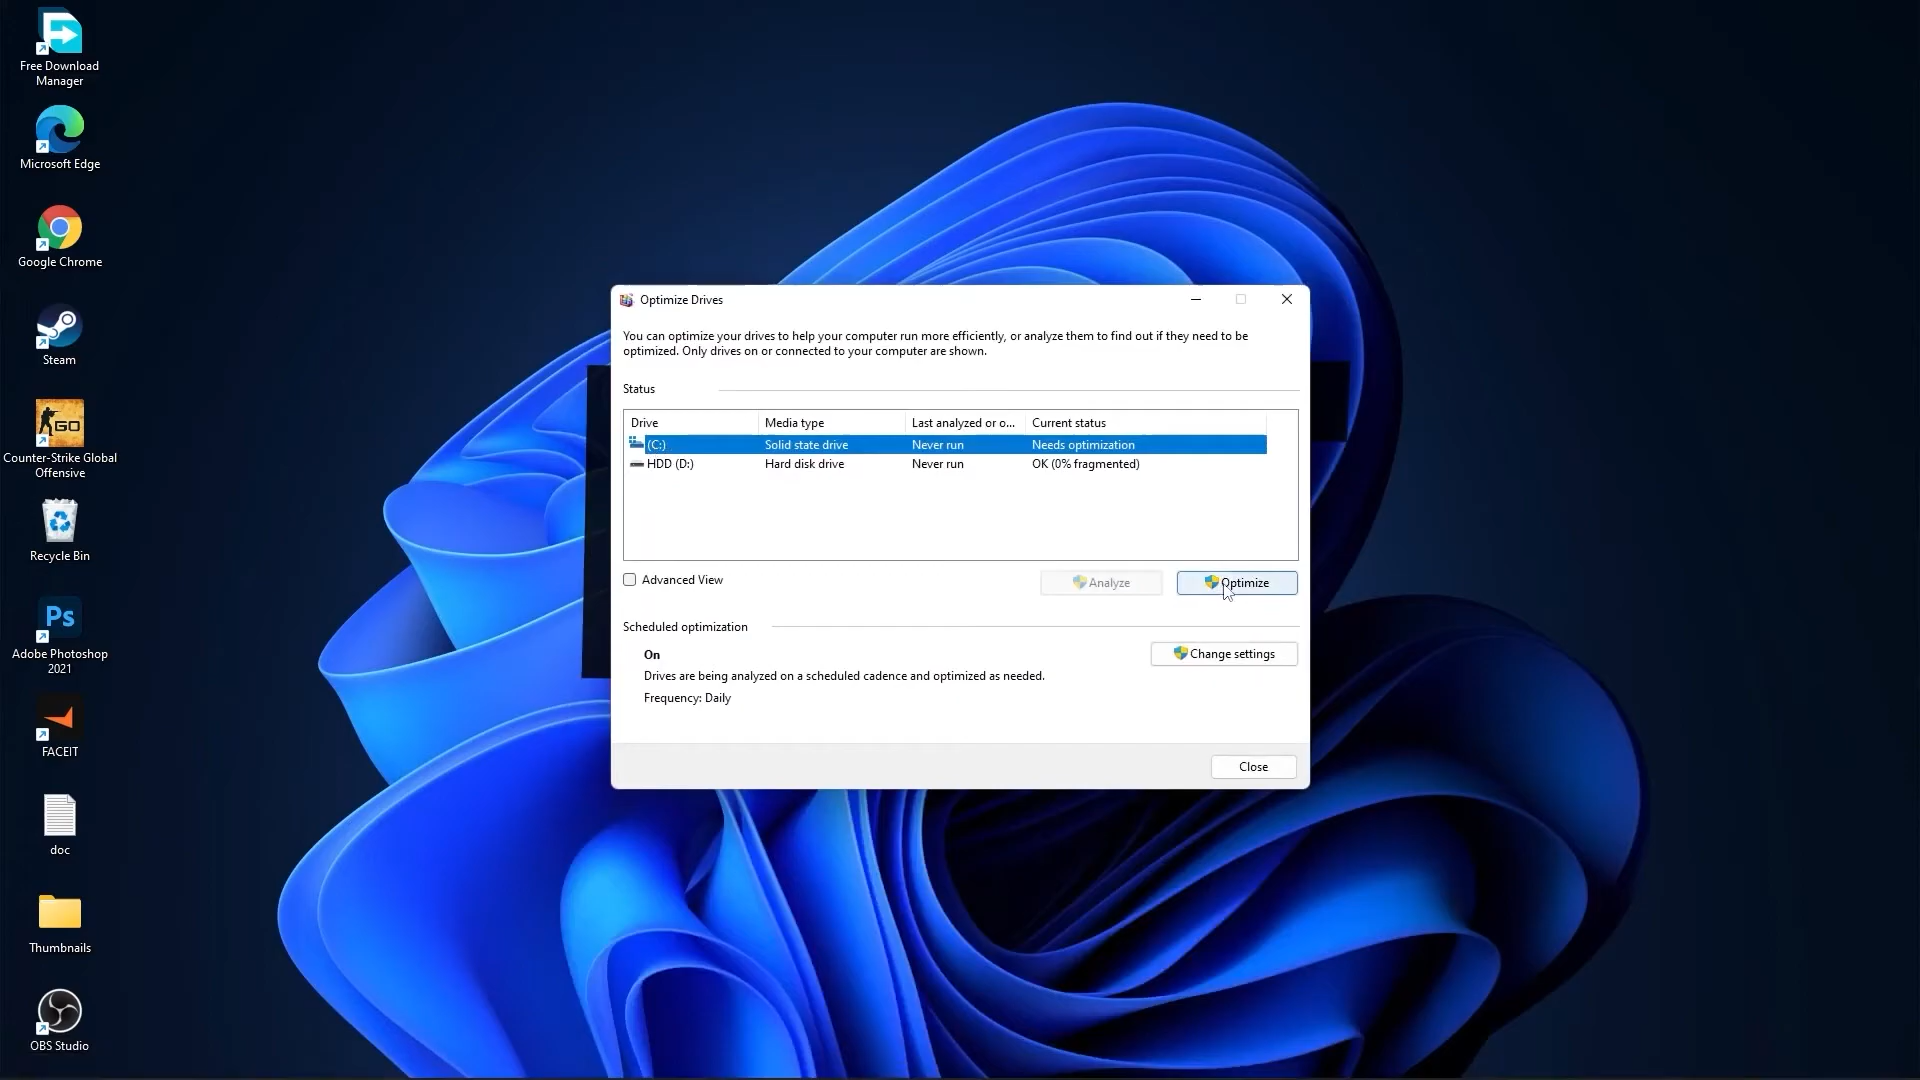 Free Download
Manager
Microsoft Edge
Google Chrome
Steam
GO
Counter-Strike Global
Offensive
Recycle Bin
Ps
Adobe Photoshop
2021
FACEIT
doc
Thumbnails
OBS Studio
Optimize Drives
You can optimize your drives to help your computer run more efficiently, or analyze them to find out if they need to be
optimized. Only drives on or connected to your computer are shown.
Status
Drive Media type Last analyzed or o... Current status
(C:) Solid state drive Never run Needs optimization
HDD (D:) Hard disk drive Never run OK (0% fragmented)
Advanced View Analyze Optimize
Scheduled optimization
On Change settings
Drives are being analyzed on a scheduled cadence and optimized as needed.
Frequency: Daily
Close